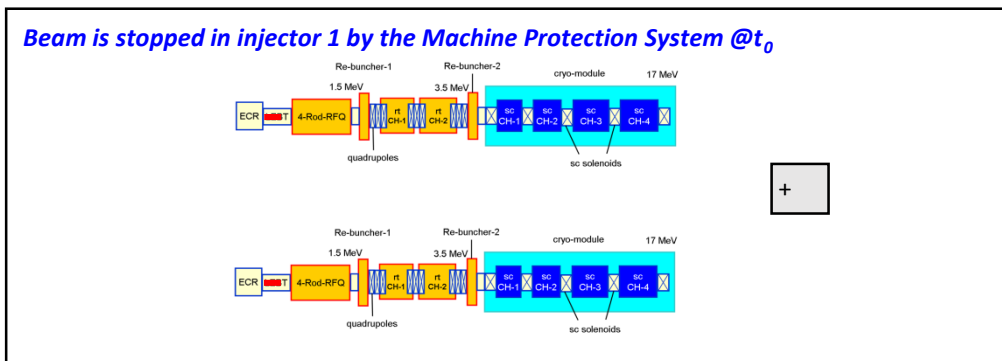 Beam is stopped in injector 1 by the Machine Protection System @t0
Re-buncher-1 Re-buncher-2 cryo-module 17 MeV
1.5 MeV 3.5 MeV
ECR 4-Rod-RFQ rt CH-1 rt CH-2 sc CH-1 sc CH-2 sc CH-3 sc CH-4
quadrupoles sc solenoids
+
Re-buncher-1 Re-buncher-2 cryo-module 17 MeV
1.5 MeV 3.5 MeV
ECR 4-Rod-RFQ rt CH-1 rt CH-2 sc CH-1 sc CH-2 sc CH-3 sc CH-4
quadrupoles sc solenoids